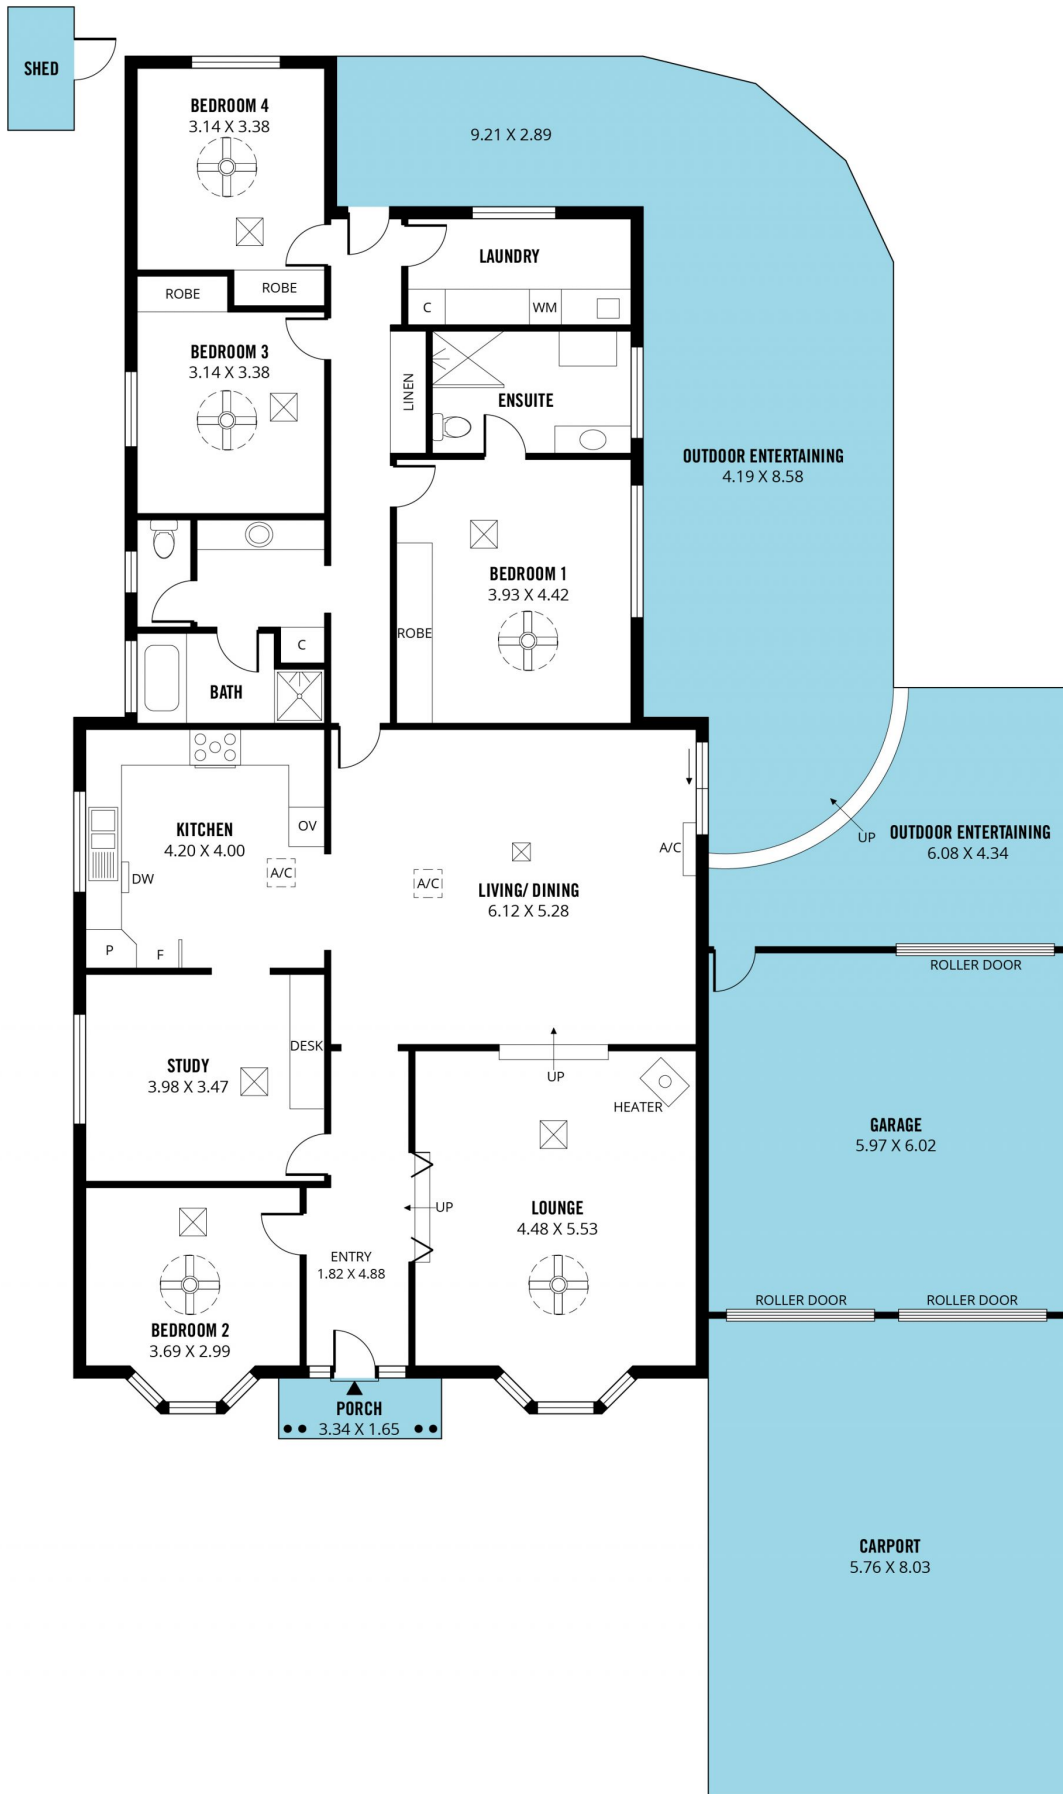 SHED
BEDROOM 4
3.14 X 3.38
9.21 X 2.89
LAUNDRY
C
WM
ROBE
ROBE
BEDROOM 3
3.14 X 3.38
LINEN
ENSUITE
OUTDOOR ENTERTAINING
4.19 X 8.58
BEDROOM 1
3.93 X 4.42
ROBE
C
BATH
KITCHEN
4.20 X 4.00
OV
A/C
DW
P
F
A/C
LIVING/ DINING
6.12 X 5.28
A/C
UP
OUTDOOR ENTERTAINING
6.08 X 4.34
ROLLER DOOR
STUDY
3.98 X 3.47
DESK
UP
HEATER
GARAGE
5.97 X 6.02
UP
LOUNGE
4.48 X 5.53
ENTRY
1.82 X 4.88
ROLLER DOOR
ROLLER DOOR
BEDROOM 2
3.69 X 2.99
PORCH
3.34 X 1.65
CARPORT
5.76 X 8.03